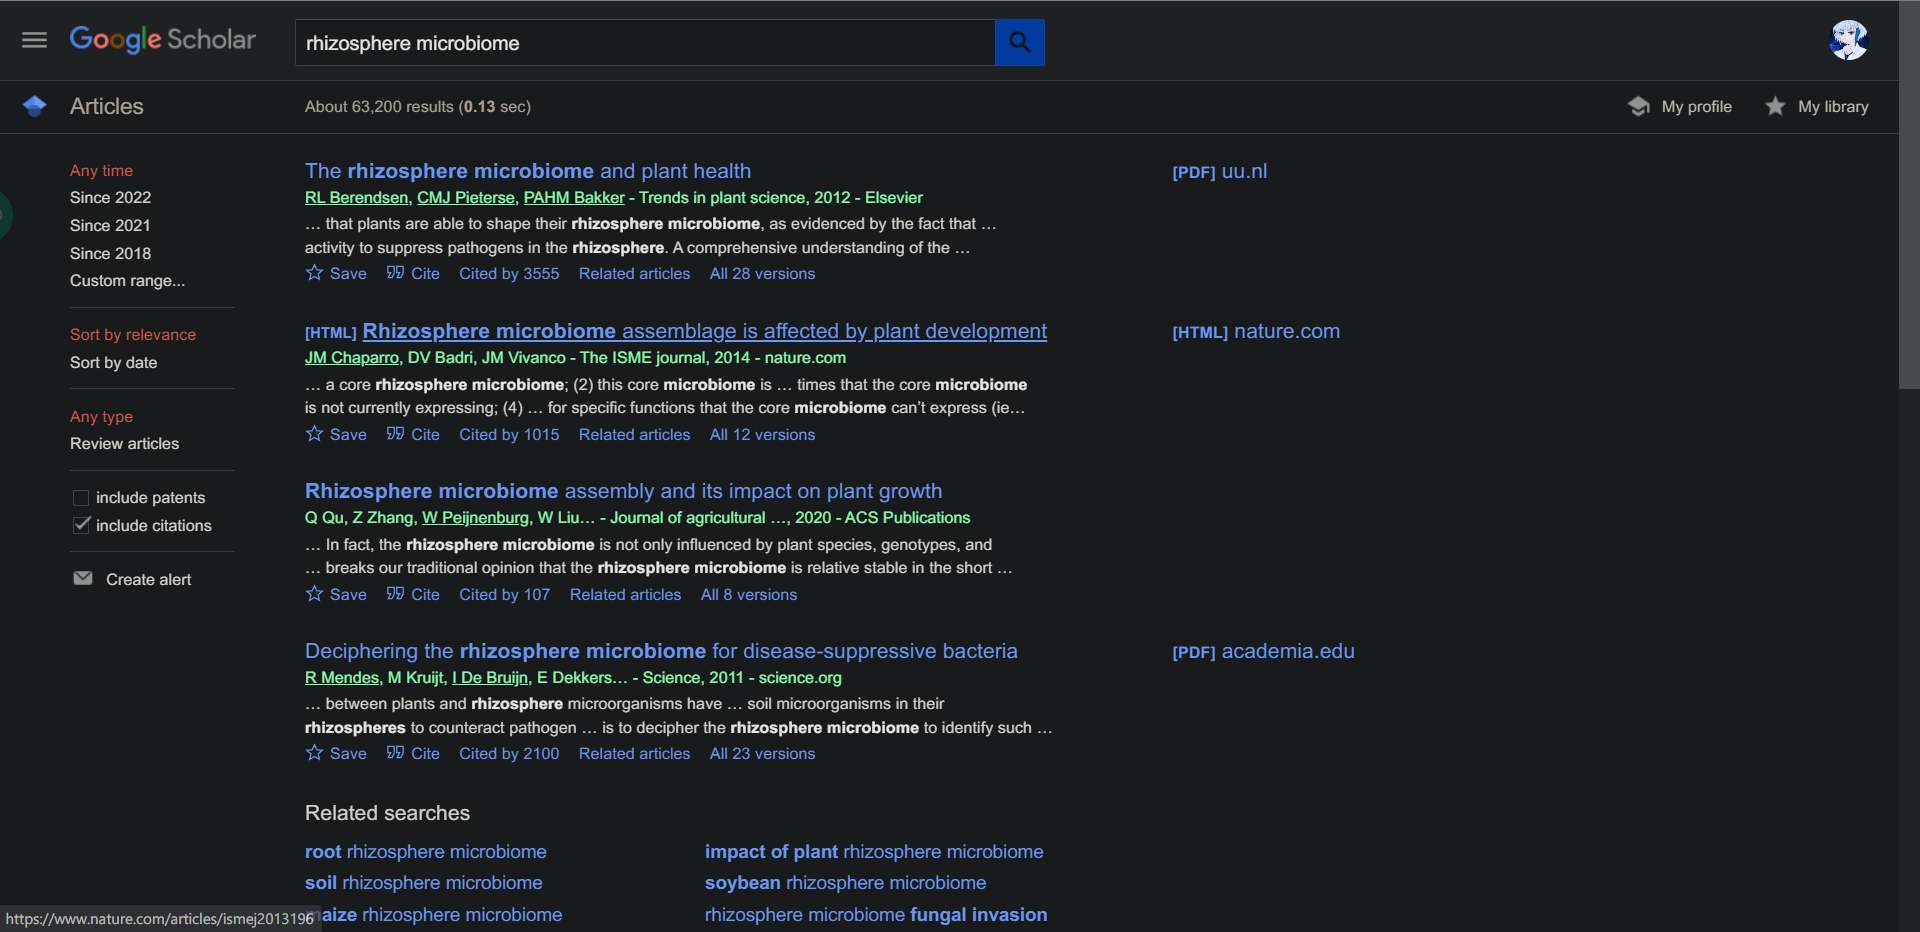 Google Scholar
rhizosphere microbiome
Articles
About 63,200 results (0.13 sec)
My profile
My library
Any time
Since 2022
Since 2021
Since 2018
Custom range...
Sort by relevance
Sort by date
Any type
Review articles
include patents
include citations
Create alert
The rhizosphere microbiome and plant health
[PDF] uu.nl
RL Berendsen, CMJ Pieterse, PAHM Bakker - Trends in plant science, 2012 - Elsevier
… that plants are able to shape their rhizosphere microbiome, as evidenced by the fact that …
activity to suppress pathogens in the rhizosphere. A comprehensive understanding of the …
Save Cite Cited by 3555 Related articles All 28 versions
[HTML] Rhizosphere microbiome assemblage is affected by plant development
[HTML] nature.com
JM Chaparro, DV Badri, JM Vivanco - The ISME journal, 2014 - nature.com
… a core rhizosphere microbiome; (2) this core microbiome is … times that the core microbiome
is not currently expressing; (4) … for specific functions that the core microbiome can't express (ie…
Save Cite Cited by 1015 Related articles All 12 versions
Rhizosphere microbiome assembly and its impact on plant growth
Q Qu, Z Zhang, W Peijnenburg, W Liu… - Journal of agricultural …, 2020 - ACS Publications
… In fact, the rhizosphere microbiome is not only influenced by plant species, genotypes, and
… breaks our traditional opinion that the rhizosphere microbiome is relative stable in the short …
Save Cite Cited by 107 Related articles All 8 versions
Deciphering the rhizosphere microbiome for disease-suppressive bacteria
[PDF] academia.edu
R Mendes, M Kruijt, I De Bruijn, E Dekkers… - Science, 2011 - science.org
… between plants and rhizosphere microorganisms have … soil microorganisms in their
rhizospheres to counteract pathogen … is to decipher the rhizosphere microbiome to identify such …
Save Cite Cited by 2100 Related articles All 23 versions
Related searches
root rhizosphere microbiome
impact of plant rhizosphere microbiome
soil rhizosphere microbiome
soybean rhizosphere microbiome
maize rhizosphere microbiome
rhizosphere microbiome fungal invasion
https://www.nature.com/articles/ismej2013196